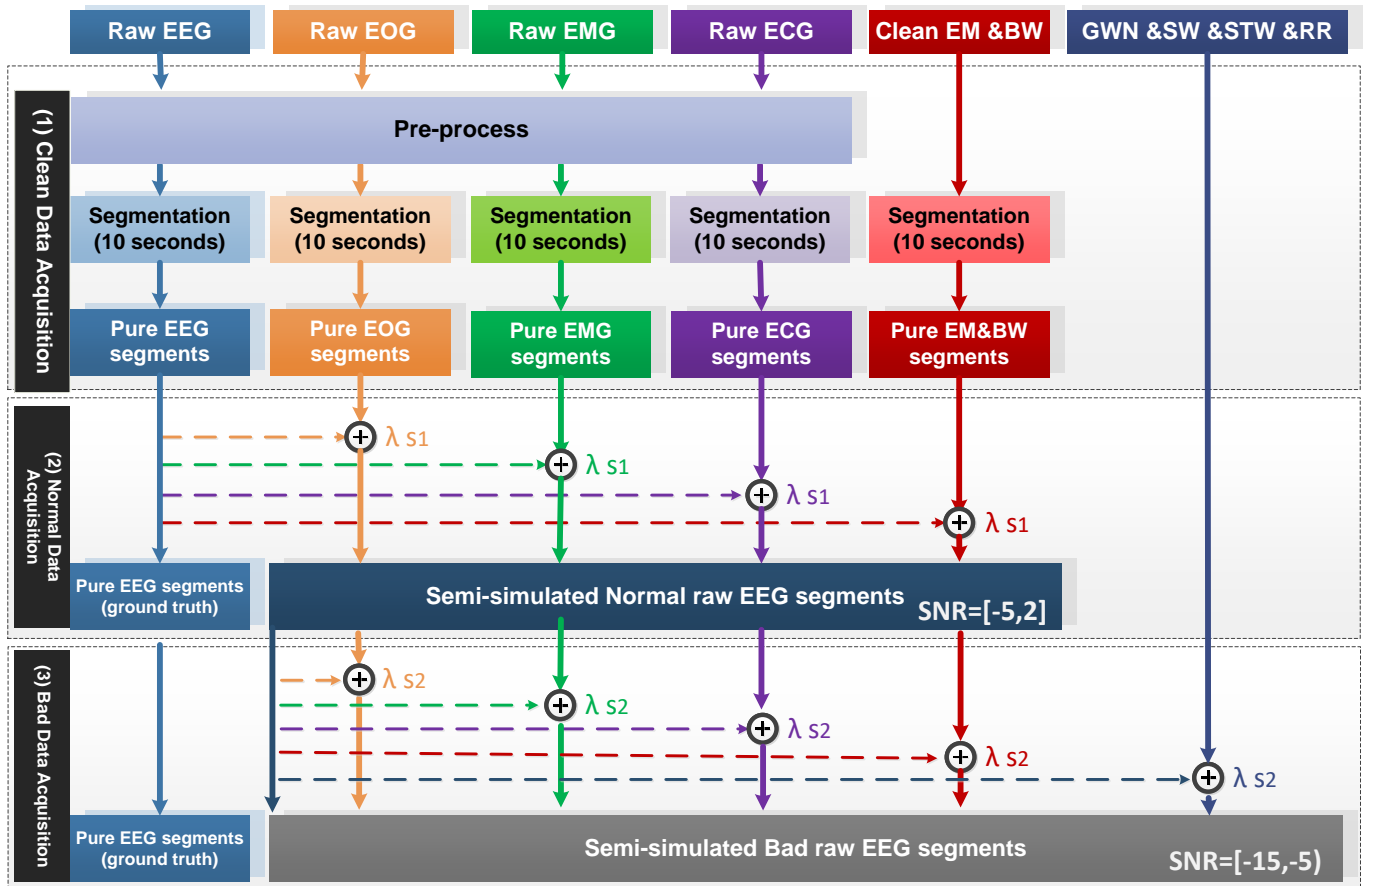 Raw EEG
Raw EOG
Raw EMG
Raw ECG
Clean EM &BW
GWN &SW &STW &RR
(1) Clean Data Acquisition
Pre-process
Segmentation
(10 seconds)
Segmentation
(10 seconds)
Segmentation
(10 seconds)
Segmentation
(10 seconds)
Segmentation
(10 seconds)
Pure EEG
segments
Pure EOG
segments
Pure EMG
segments
Pure ECG
segments
Pure EM&BW
segments
(2) Normal Data
Acquisition
λ S1
λ S1
λ S1
λ S1
Pure EEG segments
(ground truth)
Semi-simulated Normal raw EEG segments
SNR=[-5,2]
(3) Bad Data Acquisition
λ S2
λ S2
λ S2
λ S2
λ S2
Pure EEG segments
(ground truth)
Semi-simulated Bad raw EEG segments
SNR=[-15,-5)